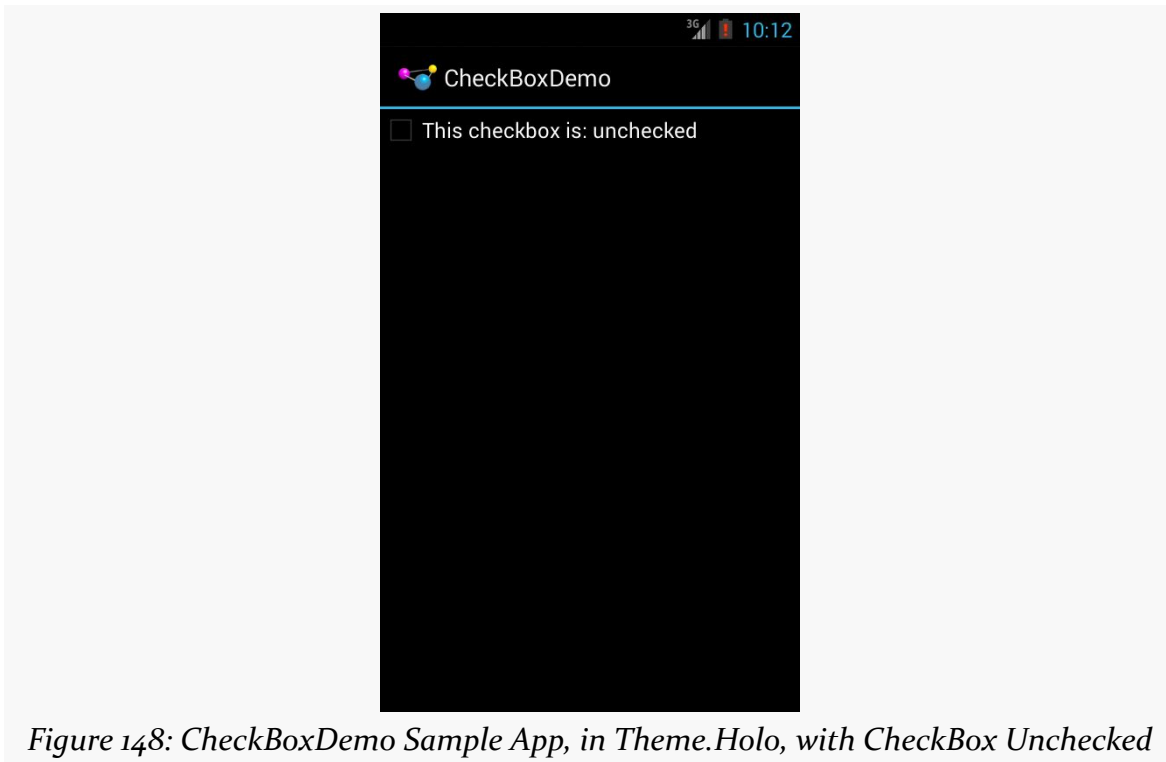 3G 10:12
CheckBoxDemo
This checkbox is: unchecked
Figure 148: CheckBoxDemo Sample App, in Theme.Holo, with CheckBox Unchecked